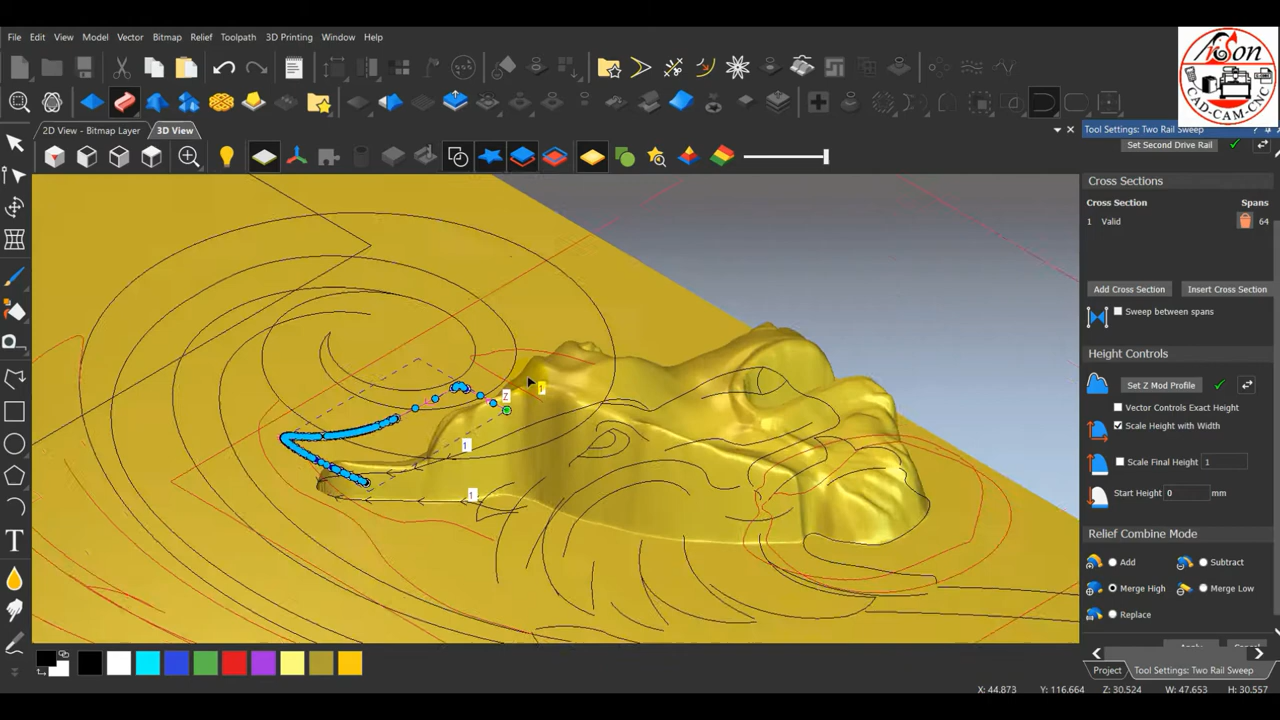 File Edit View Model Vector Bitmap Relief Toolpath 3D Printing Window Help
ArSon
CAD-CAM-CNC
2D View - Bitmap Layer 3D View
Tool Settings: Two Rail Sweep
Set Second Drive Rail
Cross Sections
Cross Section Spans
1 Valid 64
Add Cross Section Insert Cross Section
Sweep between spans
Height Controls
Set Z Mod Profile
Vector Controls Exact Height
Scale Height with Width
Scale Final Height 1
Start Height 0 mm
Relief Combine Mode
Add Subtract
Merge High Merge Low
Replace
Z
1
1
1
T
Project Tool Settings: Two Rail Sweep
X: 44.873 Y: 116.664 Z: 30.524 W: 47.653 H: 30.557